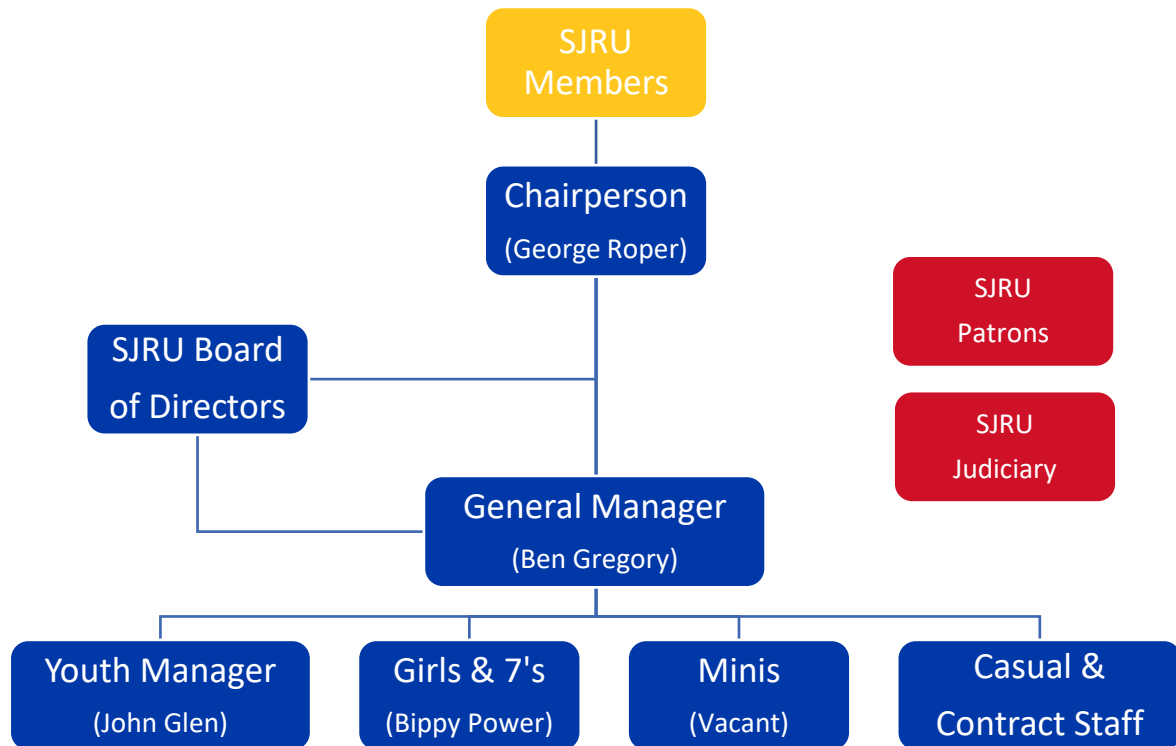 SJRU
Members
Chairperson
(George Roper)
SJRU
Patrons
SJRU Board
of Directors
SJRU
Judiciary
General Manager
(Ben Gregory)
Youth Manager
(John Glen)
Girls & 7's
(Bippy Power)
Minis
(Vacant)
Casual &
Contract Staff